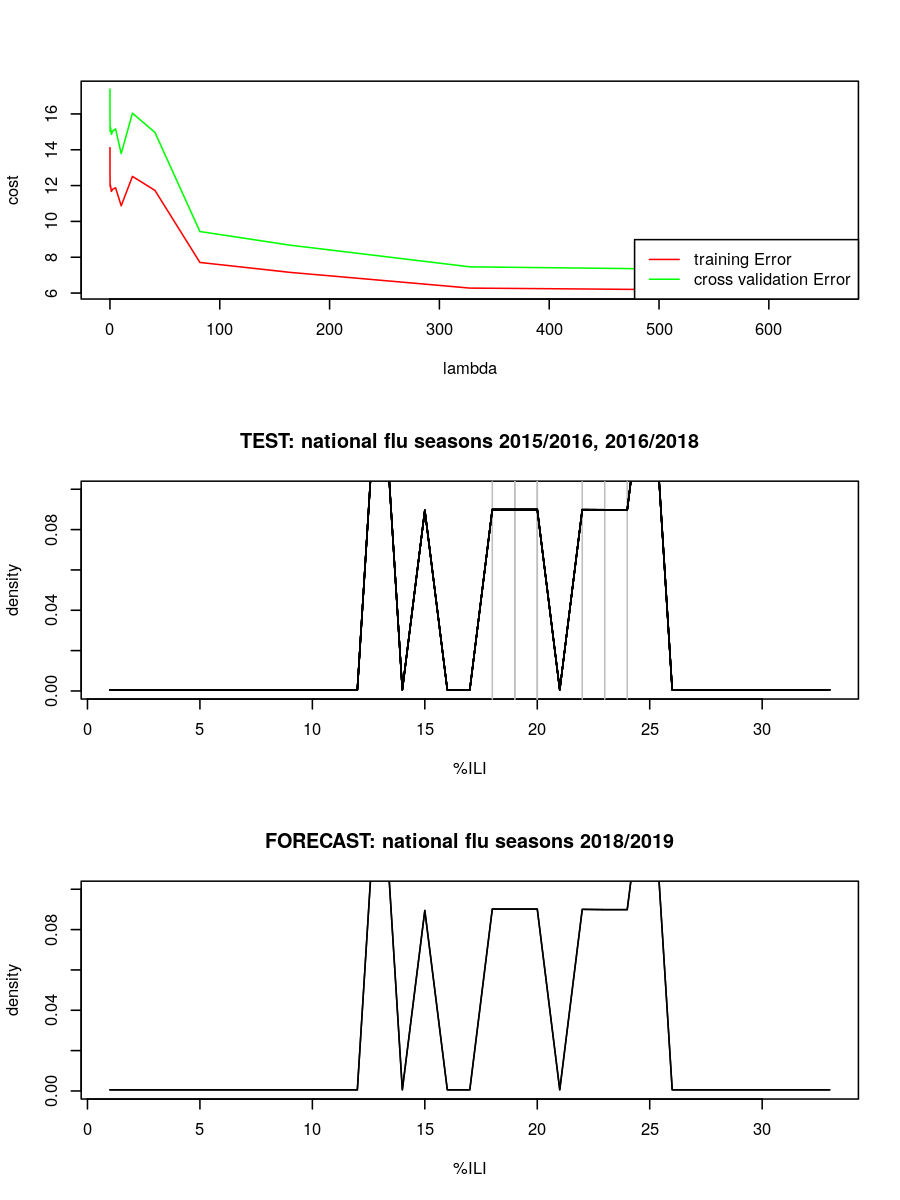 cost
6 8 10 12 14 16
training Error
cross validation Error
0 100 200 300 400 500 600
lambda
TEST: national flu seasons 2015/2016, 2016/2018
density
0.00 0.04 0.08
0 5 10 15 20 25 30
%ILI
FORECAST: national flu seasons 2018/2019
density
0.00 0.04 0.08
0 5 10 15 20 25 30
%ILI